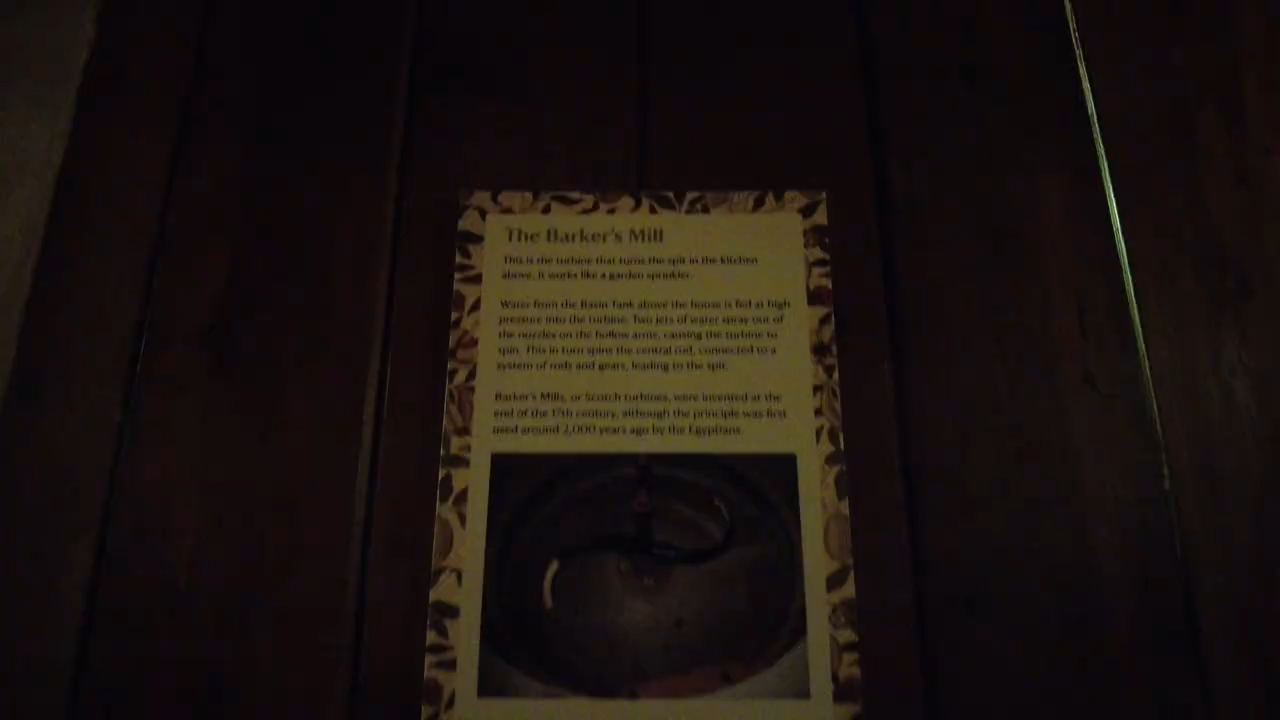 The Barker's Mill
This is the turbine that turns the spit in the kitchen
above. It works like a garden sprinkler.
Water from the Basin Tank above the house is fed at high
pressure into the turbine. Two jets of water spray out of
the nozzles on the hollow arms, causing the turbine to
spin. This in turn spins the central rod, connected to a
system of rods and gears, leading to the spit.
Barker's Mills, or Scotch turbines, were invented at the
end of the 17th century, although the principle was first
used around 2,000 years ago by the Egyptians.